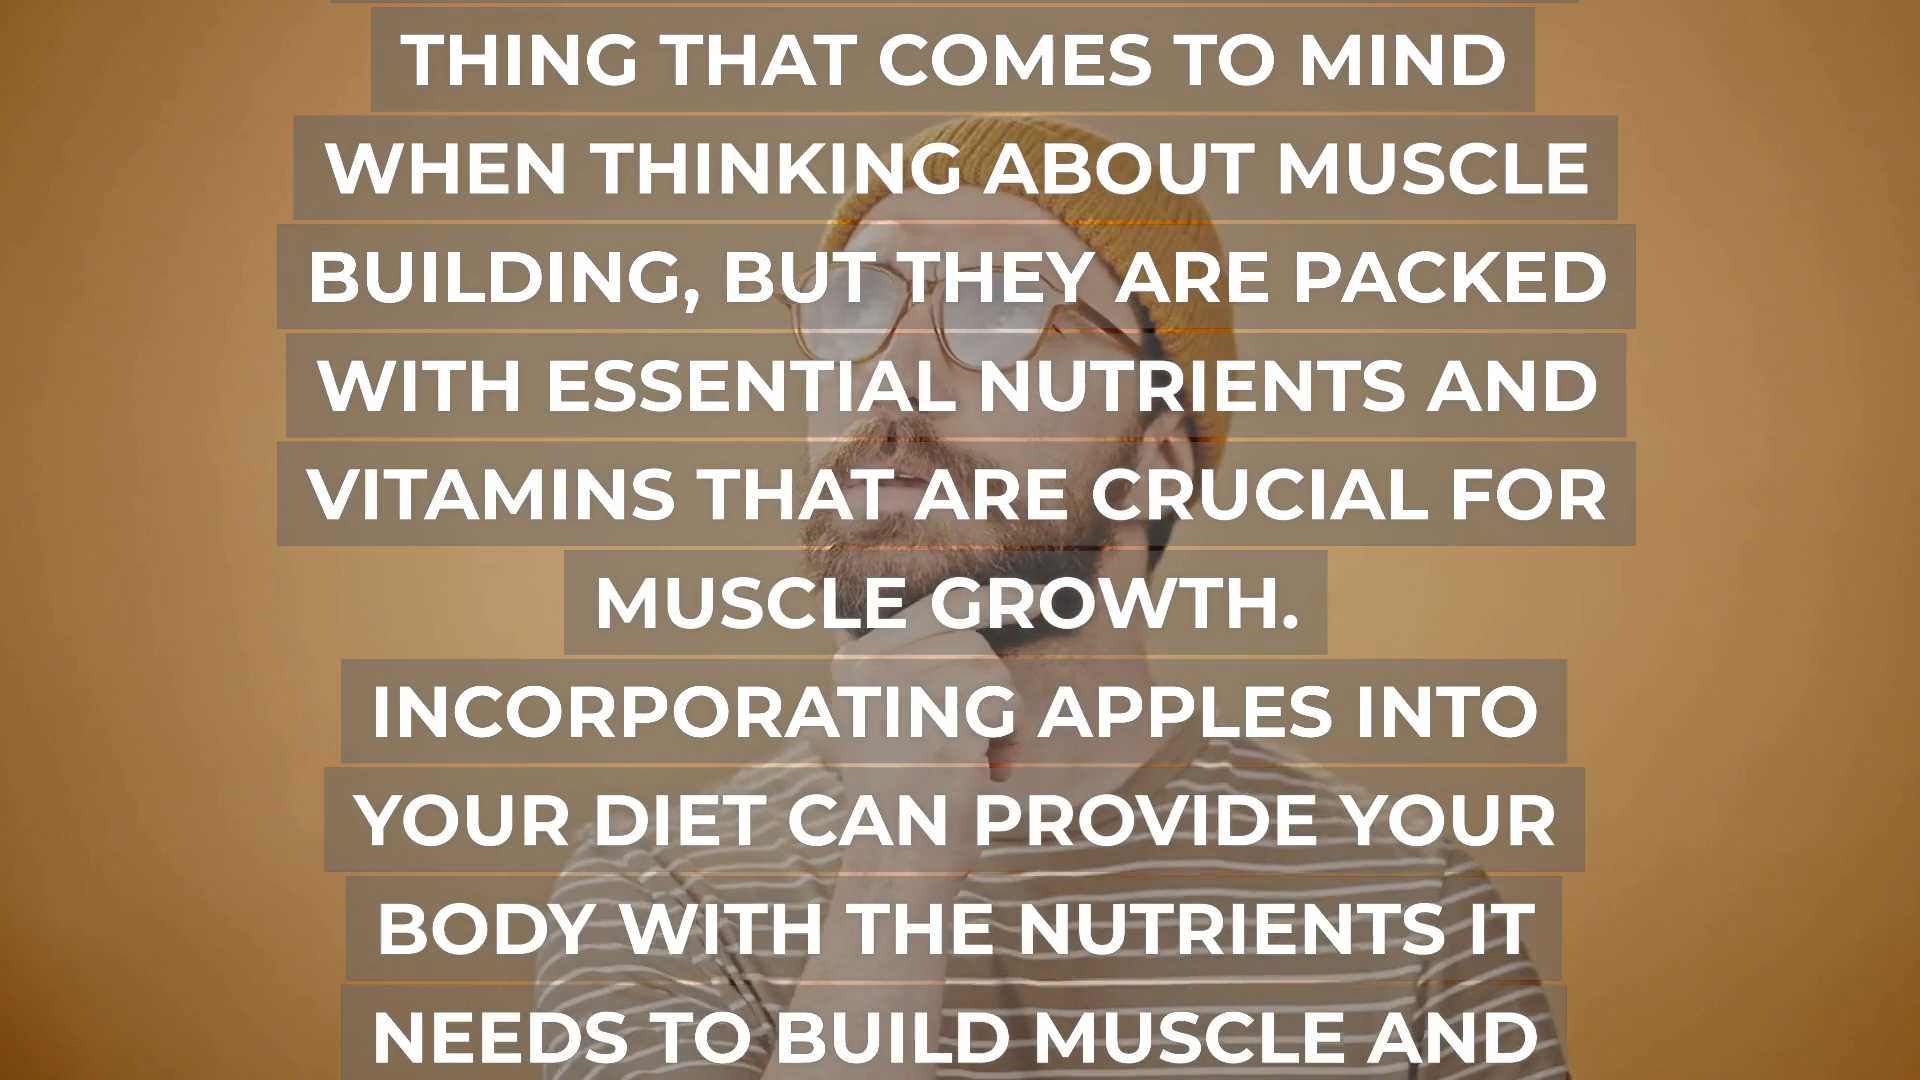 THING THAT COMES TO MIND
WHEN THINKING ABOUT MUSCLE
BUILDING, BUT THEY ARE PACKED
WITH ESSENTIAL NUTRIENTS AND
VITAMINS THAT ARE CRUCIAL FOR
MUSCLE GROWTH.
INCORPORATING APPLES INTO
YOUR DIET CAN PROVIDE YOUR
BODY WITH THE NUTRIENTS IT
NEEDS TO BUILD MUSCLE AND